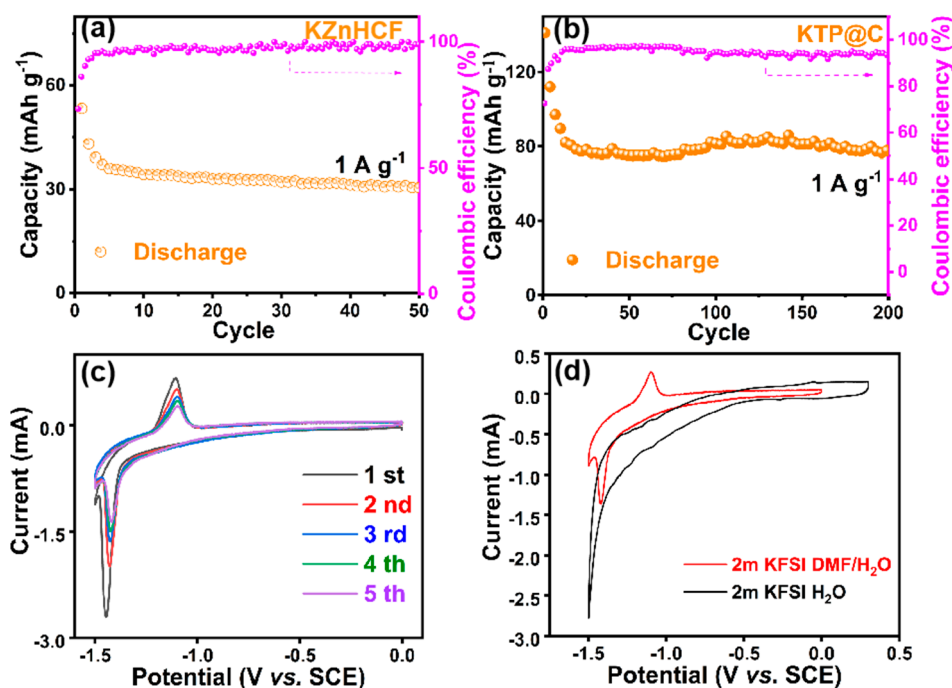 (a)
KZnHCF
1 A g⁻¹
Discharge
Capacity (mAh g⁻¹)
0
30
60
0
50
100
Coulombic efficiency (%)
0 10 20 30 40 50
Cycle
(b)
KTP@C
1 A g⁻¹
Discharge
Capacity (mAh g⁻¹)
0
40
80
120
0
20
40
60
80
100
Coulombic efficiency (%)
0 50 100 150 200
Cycle
(c)
1 st
2 nd
3 rd
4 th
5 th
Current (mA)
0.0
-1.5
-3.0
-1.5 -1.0 -0.5 0.0
Potential (V vs. SCE)
(d)
2m KFSI DMF/H₂O
2m KFSI H₂O
Current (mA)
0.5
0.0
-0.5
-1.0
-1.5
-2.0
-2.5
-3.0
-1.5 -1.0 -0.5 0.0 0.5
Potential (V vs. SCE)